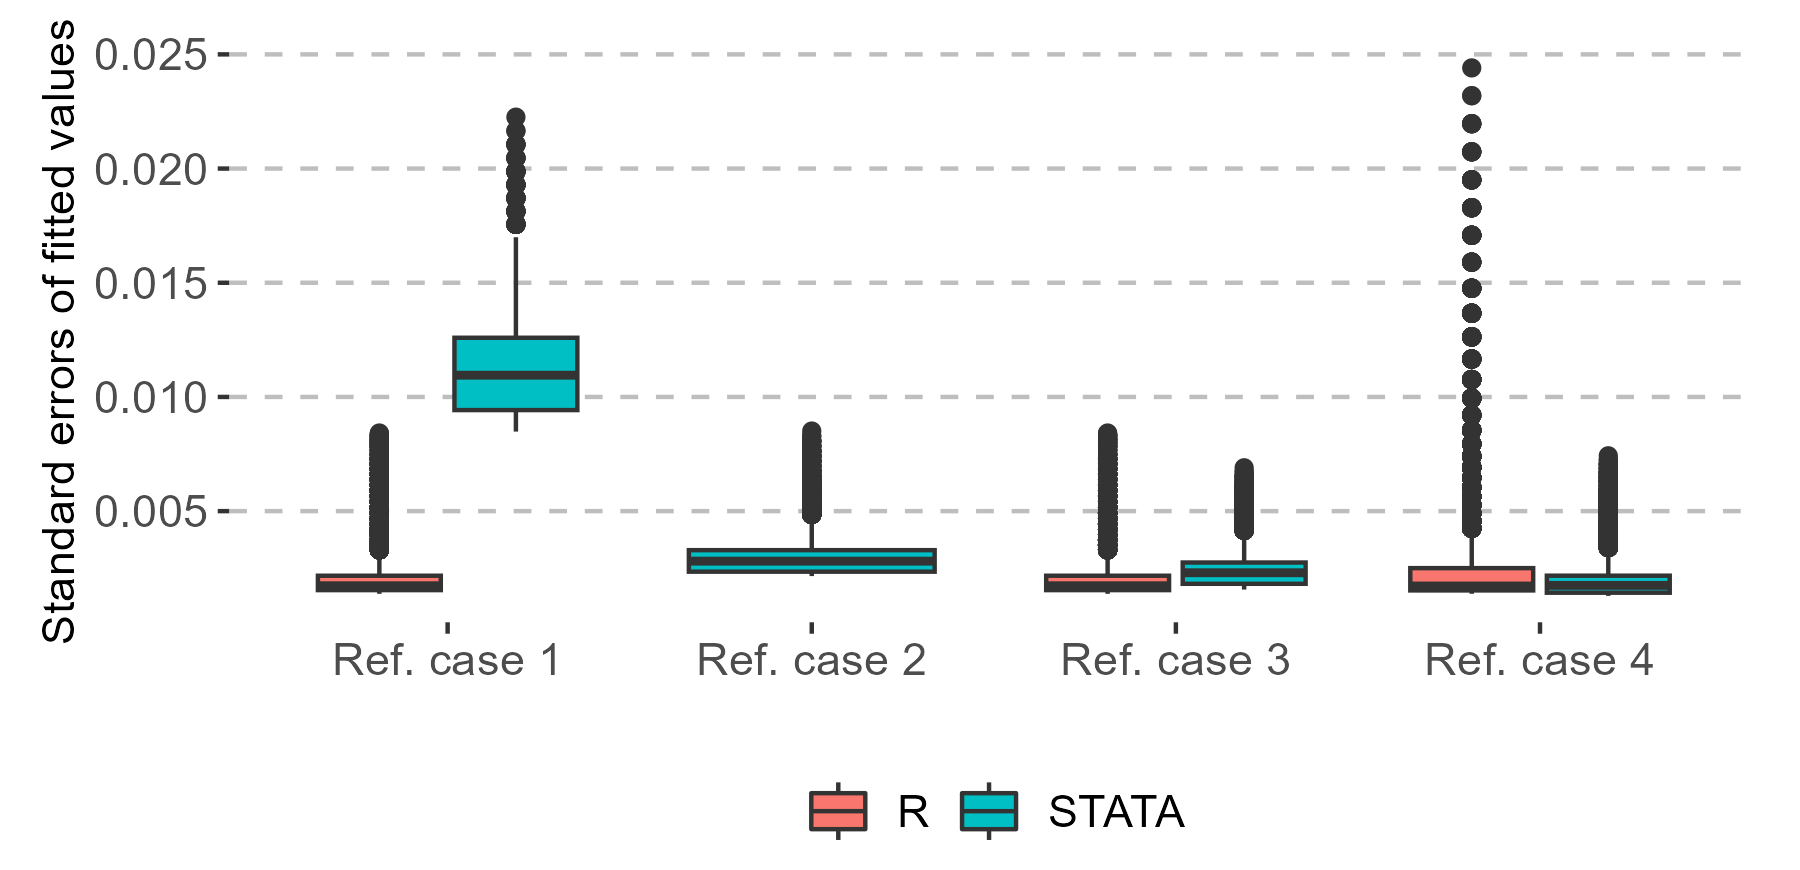 Standard errors of fitted values
0.025
0.020
0.015
0.010
0.005
Ref. case 1 Ref. case 2 Ref. case 3 Ref. case 4
R STATA